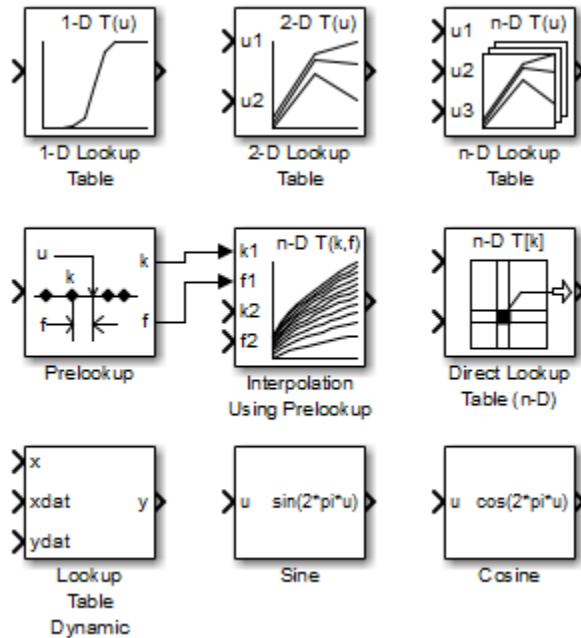 1-D T(u)
1-D Lookup
Table
2-D T(u)
u1
u2
2-D Lookup
Table
n-D T(u)
u1
u2
u3
n-D Lookup
Table
u
k
k
f
f
Prelookup
n-D T(k,f)
k1
f1
k2
f2
Interpolation
Using Prelookup
n-D T[k]
Direct Lookup
Table (n-D)
x
xdat
y
ydat
Lookup
Table
Dynamic
u sin(2*pi*u)
Sine
u cos(2*pi*u)
Cosine